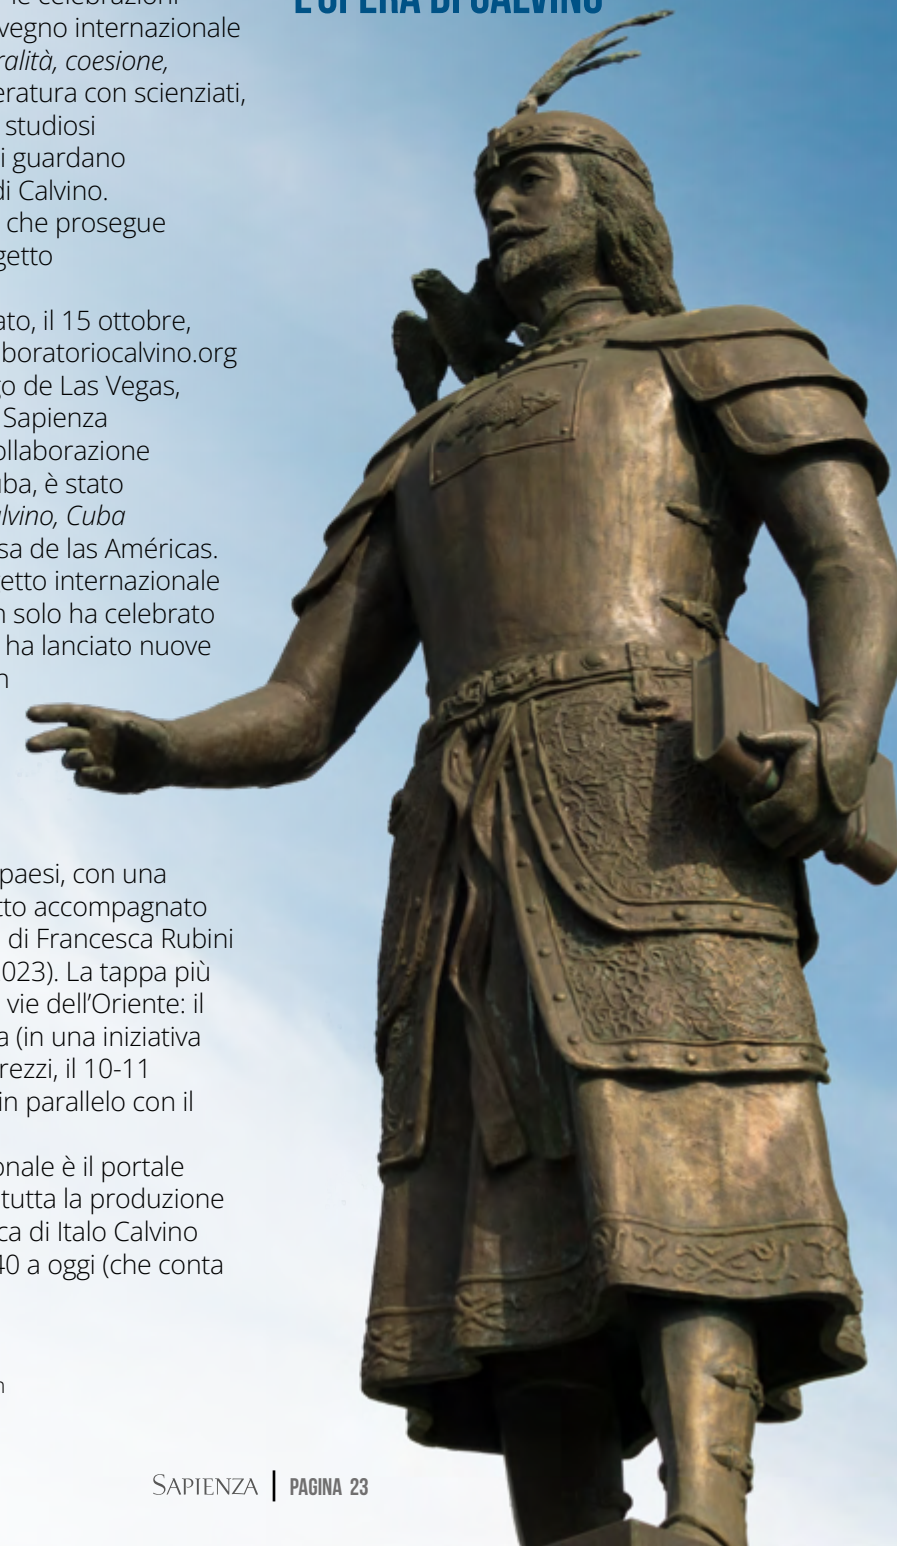 L'OPERA DI CALVINO
le celebrazioni
vegno internazionale
ralità, coesione,
eratura con scienziati,
studiosi
i guardano
di Calvino.
che prosegue
getto
ato, il 15 ottobre,
boratoriocalvino.org
go de Las Vegas,
Sapienza
ollaborazione
uba, è stato
alvino, Cuba
sa de las Américas.
etto internazionale
n solo ha celebrato
ha lanciato nuove
n
paesi, con una
tto accompagnato
di Francesca Rubini
2023). La tappa più
vie dell'Oriente: il
a (in una iniziativa
rezzi, il 10-11
in parallelo con il
onale è il portale
tutta la produzione
ca di Italo Calvino
40 a oggi (che conta
n
SAPIENZA | PAGINA 23